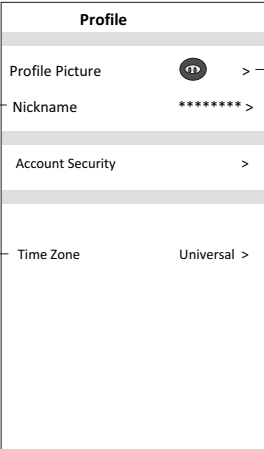 Profile
Profile Picture >
Nickname ******** >
Account Security >
Time Zone Universal >